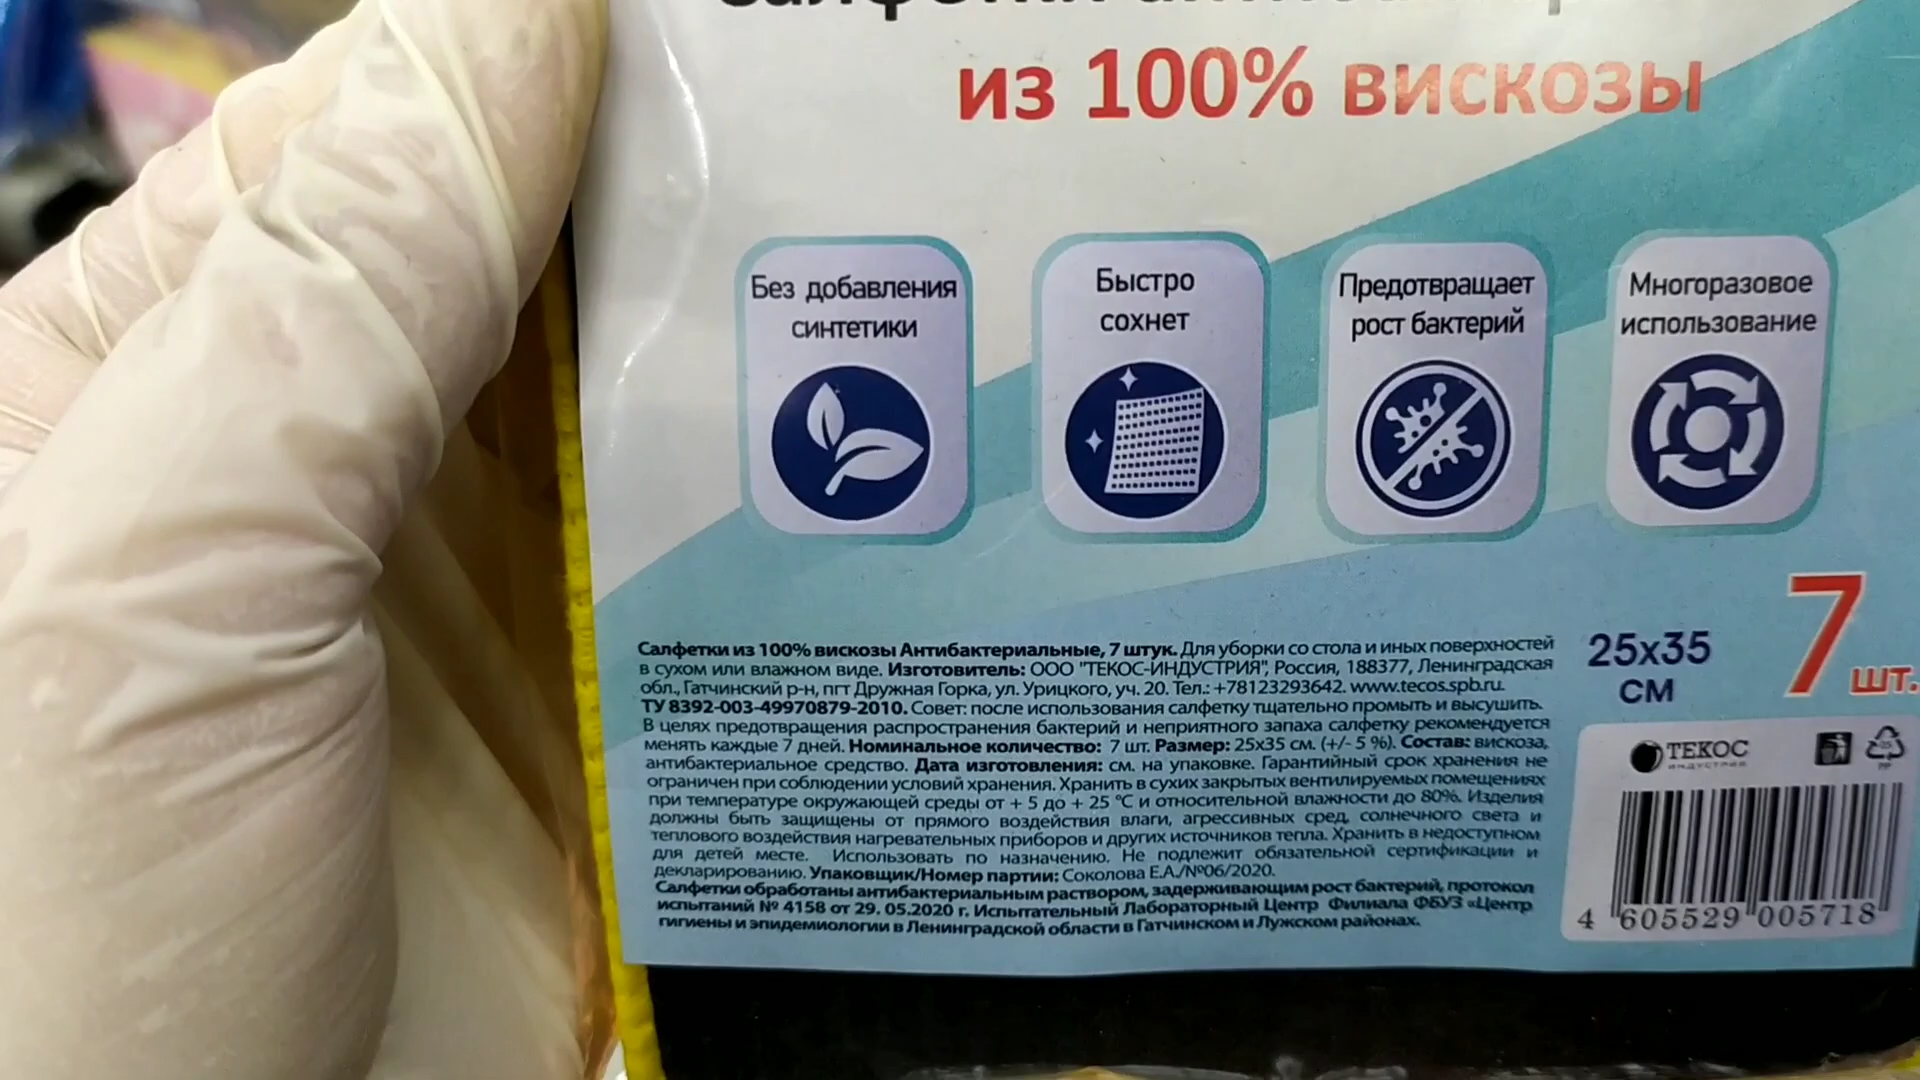 из 100% вискозы
Без добавления
синтетики
Быстро
сохнет
Предотвращает
рост бактерий
Многоразовое
использование
Салфетки из 100% вискозы Антибактериальные, 7 штук. Для уборки со стола и иных поверхностей
в сухом или влажном виде. Изготовитель: ООО "ТЕКОС-ИНДУСТРИЯ", Россия, 188377, Ленинградская
обл., Гатчинский р-н, пгт Дружная Горка, ул. Урицкого, уч. 20. Тел.: +78123293642. www.tecos.spb.ru.
ТУ 8392-003-49970879-2010. Совет: после использования салфетку тщательно промыть и высушить.
В целях предотвращения распространения бактерий и неприятного запаха салфетку рекомендуется
менять каждые 7 дней. Номинальное количество: 7 шт. Размер: 25х35 см. (+/- 5 %). Состав: вискоза,
антибактериальное средство. Дата изготовления: см. на упаковке. Гарантийный срок хранения не
ограничен при соблюдении условий хранения. Хранить в сухих закрытых вентилируемых помещениях
при температуре окружающей среды от + 5 до + 25 °С и относительной влажности до 80%. Изделия
должны быть защищены от прямого воздействия влаги, агрессивных сред, солнечного света и
теплового воздействия нагревательных приборов и других источников тепла. Хранить в недоступном
для детей месте. Использовать по назначению. Не подлежит обязательной сертификации и
декларированию. Упаковщик/Номер партии: Соколова Е.А./№06/2020.
Салфетки обработаны антибактериальным раствором, задерживающим рост бактерий, протокол
испытаний № 4158 от 29. 05.2020 г. Испытательный Лабораторный Центр Филиала ФБУЗ «Центр
гигиены и эпидемиологии в Ленинградской области в Гатчинском и Лужском районах.
25х35
см
7 шт.
ТЕКОС
ИНДУСТРИЯ
05
PP
4 605529 005718